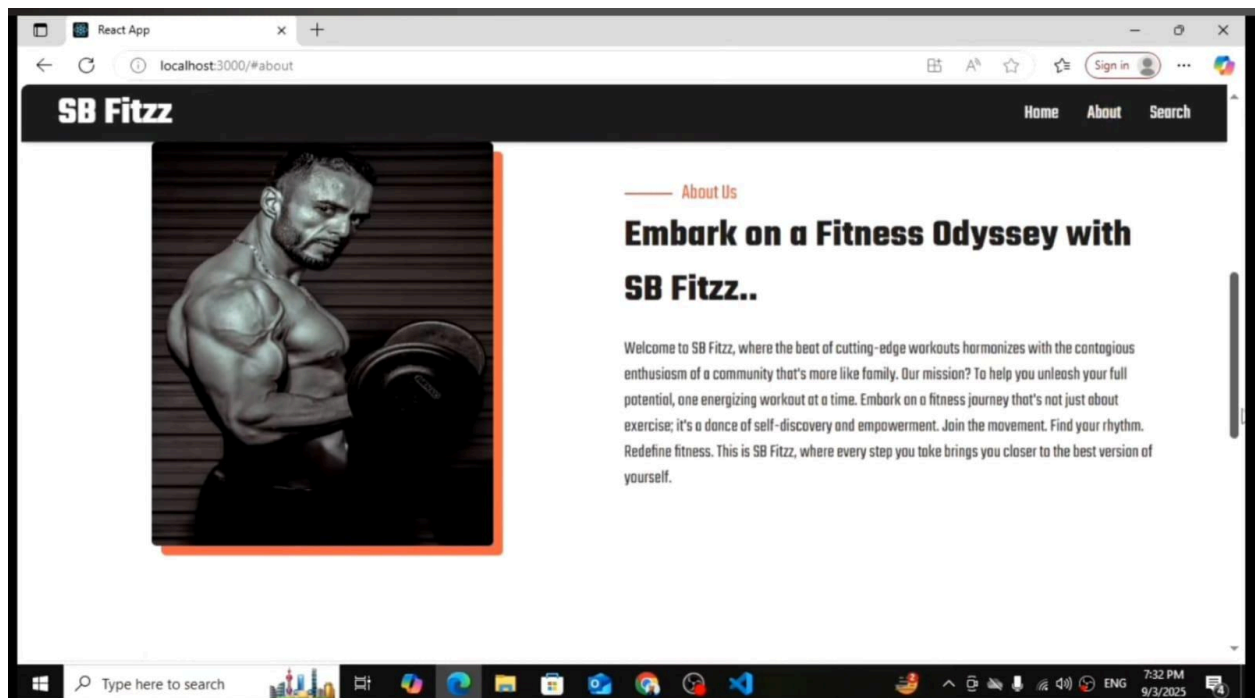 React App
localhost:3000/#about
Sign in
SB Fitzz
Home About Search
About Us
Embark on a Fitness Odyssey with
SB Fitzz..
Welcome to SB Fitzz, where the beat of cutting-edge workouts harmonizes with the contagious
enthusiasm of a community that's more like family. Our mission? To help you unleash your full
potential, one energizing workout at a time. Embark on a fitness journey that's not just about
exercise; it's a dance of self-discovery and empowerment. Join the movement. Find your rhythm.
Redefine fitness. This is SB Fitzz, where every step you take brings you closer to the best version of
yourself.
Type here to search
ENG
7:32 PM
9/3/2025